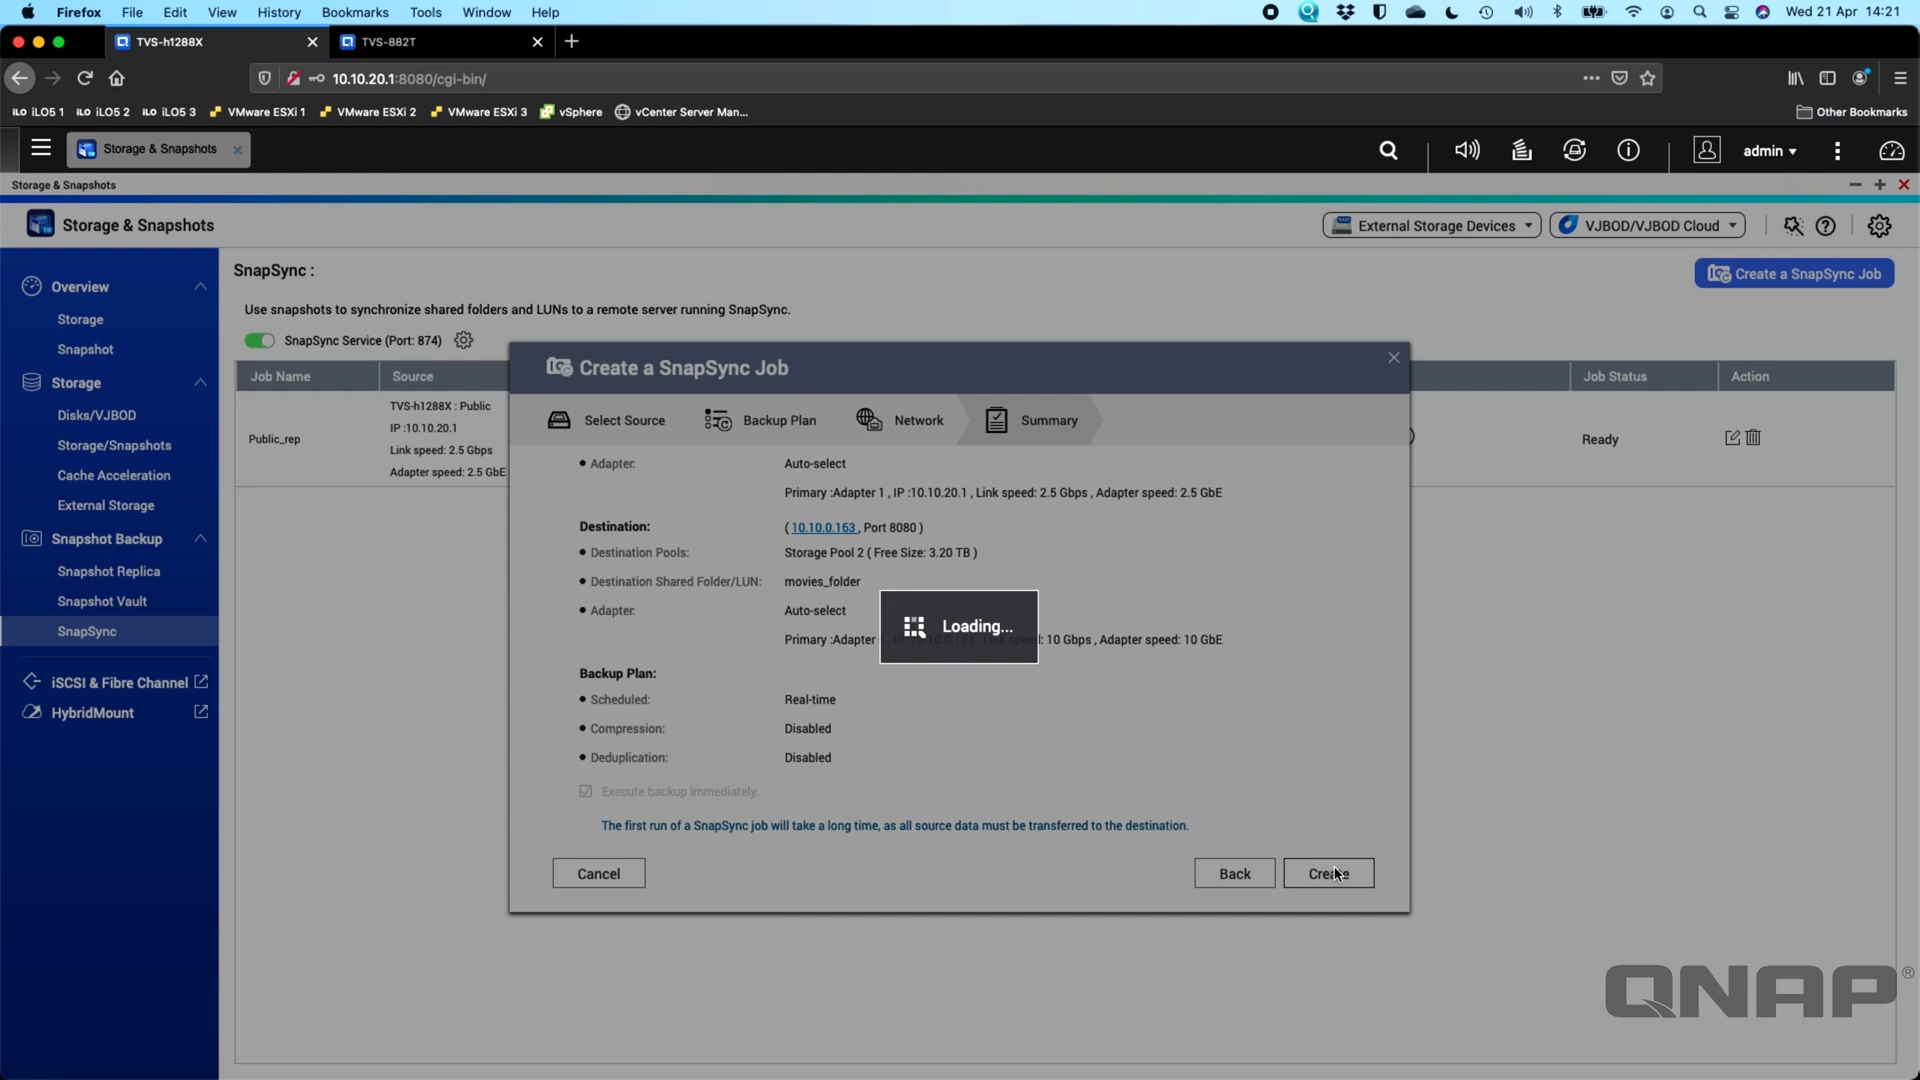 Firefox File Edit View History Bookmarks Tools Window Help Wed 21 Apr 14:21
TVS-h1288X TVS-882T
10.10.20.1:8080/cgi-bin/
iLO iLO5 1 iLO iLO5 2 iLO iLO5 3 VMware ESXi 1 VMware ESXi 2 VMware ESXi 3 vSphere vCenter Server Man... Other Bookmarks
Storage & Snapshots admin
Storage & Snapshots
Storage & Snapshots External Storage Devices VJBOD/VJBOD Cloud
Overview
Storage
Snapshot
Storage
Disks/VJBOD
Storage/Snapshots
Cache Acceleration
External Storage
Snapshot Backup
Snapshot Replica
Snapshot Vault
SnapSync
iSCSI & Fibre Channel
HybridMount
SnapSync :
Create a SnapSync Job
Use snapshots to synchronize shared folders and LUNs to a remote server running SnapSync.
SnapSync Service (Port: 874)
Job Name Source Job Status Action
Public_rep
TVS-h1288X : Public
IP :10.10.20.1
Link speed: 2.5 Gbps
Adapter speed: 2.5 GbE
Ready
Create a SnapSync Job
Select Source Backup Plan Network Summary
Adapter: Auto-select
Primary :Adapter 1 , IP :10.10.20.1 , Link speed: 2.5 Gbps , Adapter speed: 2.5 GbE
Destination: ( 10.10.0.163 , Port 8080 )
Destination Pools: Storage Pool 2 ( Free Size: 3.20 TB )
Destination Shared Folder/LUN: movies_folder
Adapter: Auto-select
Primary :Adapter : 10 Gbps , Adapter speed: 10 GbE
Loading...
Backup Plan:
Scheduled: Real-time
Compression: Disabled
Deduplication: Disabled
Execute backup immediately.
The first run of a SnapSync job will take a long time, as all source data must be transferred to the destination.
Cancel Back Create
QNAP®